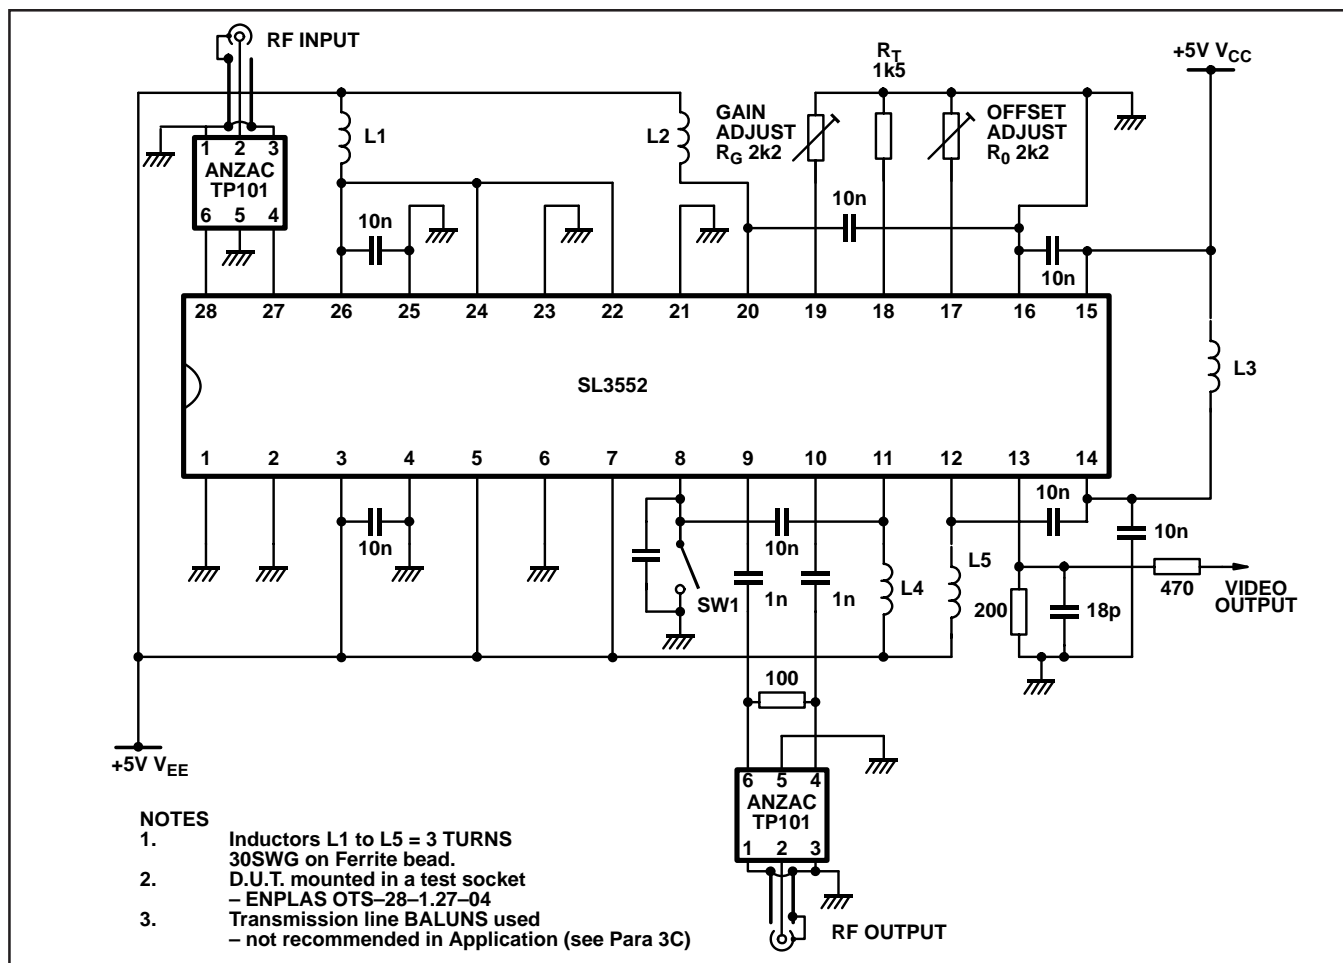 RF INPUT
+5V VCC
RT
1k5
GAIN
ADJUST
RG 2k2
OFFSET
ADJUST
R0 2k2
L1
L2
1 2 3
ANZAC
TP101
6 5 4
10n
10n
10n
28 27 26 25 24 23 22 21 20 19 18 17 16 15
SL3552
L3
1 2 3 4 5 6 7 8 9 10 11 12 13 14
10n
10n
10n
10n
SW1
1n
1n
L4
L5
200
18p
470
VIDEO
OUTPUT
100
+5V VEE
6 5 4
ANZAC
TP101
1 2 3
RF OUTPUT
NOTES
1. Inductors L1 to L5 = 3 TURNS
30SWG on Ferrite bead.
2. D.U.T. mounted in a test socket
– ENPLAS OTS–28–1.27–04
3. Transmission line BALUNS used
– not recommended in Application (see Para 3C)